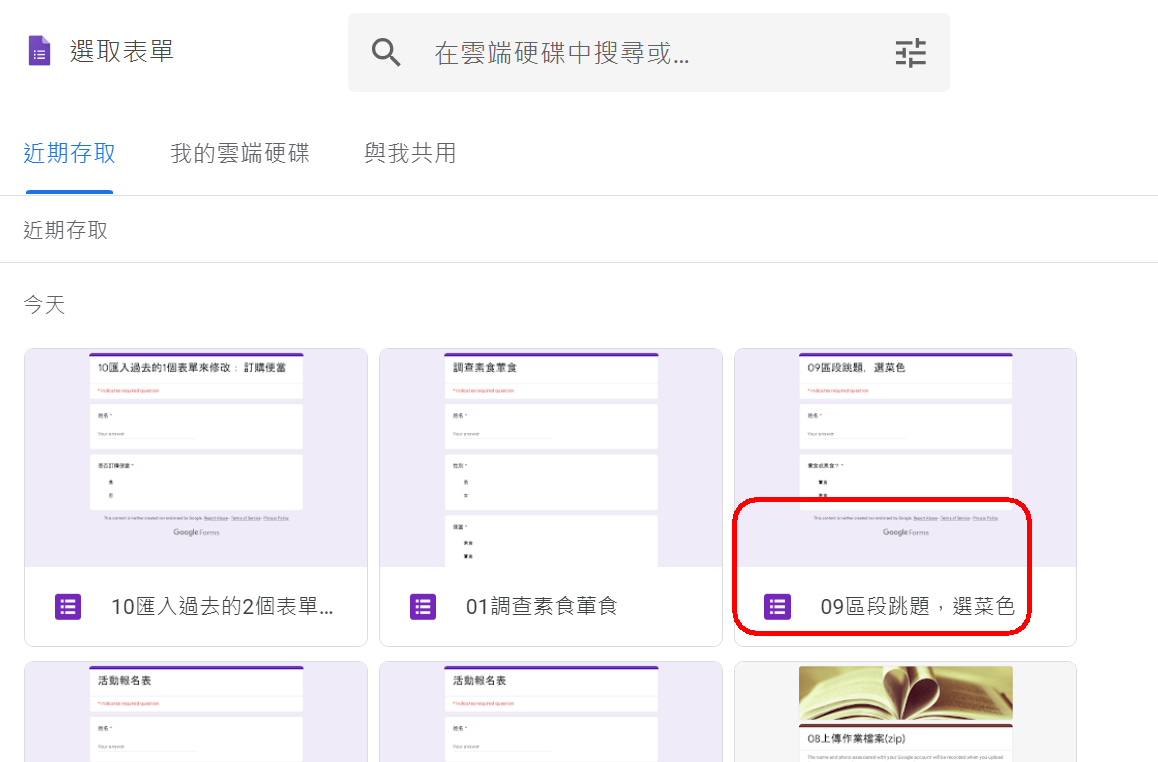 選取表單
在雲端硬碟中搜尋或...
近期存取
我的雲端硬碟
與我共用
近期存取
今天
10匯入過去的1個表單來修改： 訂購便當
* Indicates required question
姓名 *
Your answer
是否訂購便當 *
是
否
This content is neither created nor endorsed by Google. Report Abuse - Terms of Service - Privacy Policy
Google Forms
10匯入過去的2個表單...
調查素食葷食
* Indicates required question
姓名 *
Your answer
性別 *
男
女
便當 *
素食
葷食
01調查素食葷食
09區段跳題，選菜色
* Indicates required question
姓名 *
Your answer
葷食或素食？ *
葷食
素食
This content is neither created nor endorsed by Google. Report Abuse - Terms of Service - Privacy Policy
Google Forms
09區段跳題，選菜色
活動報名表
* Indicates required question
姓名 *
Your answer
活動報名表
* Indicates required question
姓名 *
Your answer
08上傳作業檔案(zip)
The name and photo associated with your Google account will be recorded when you upload